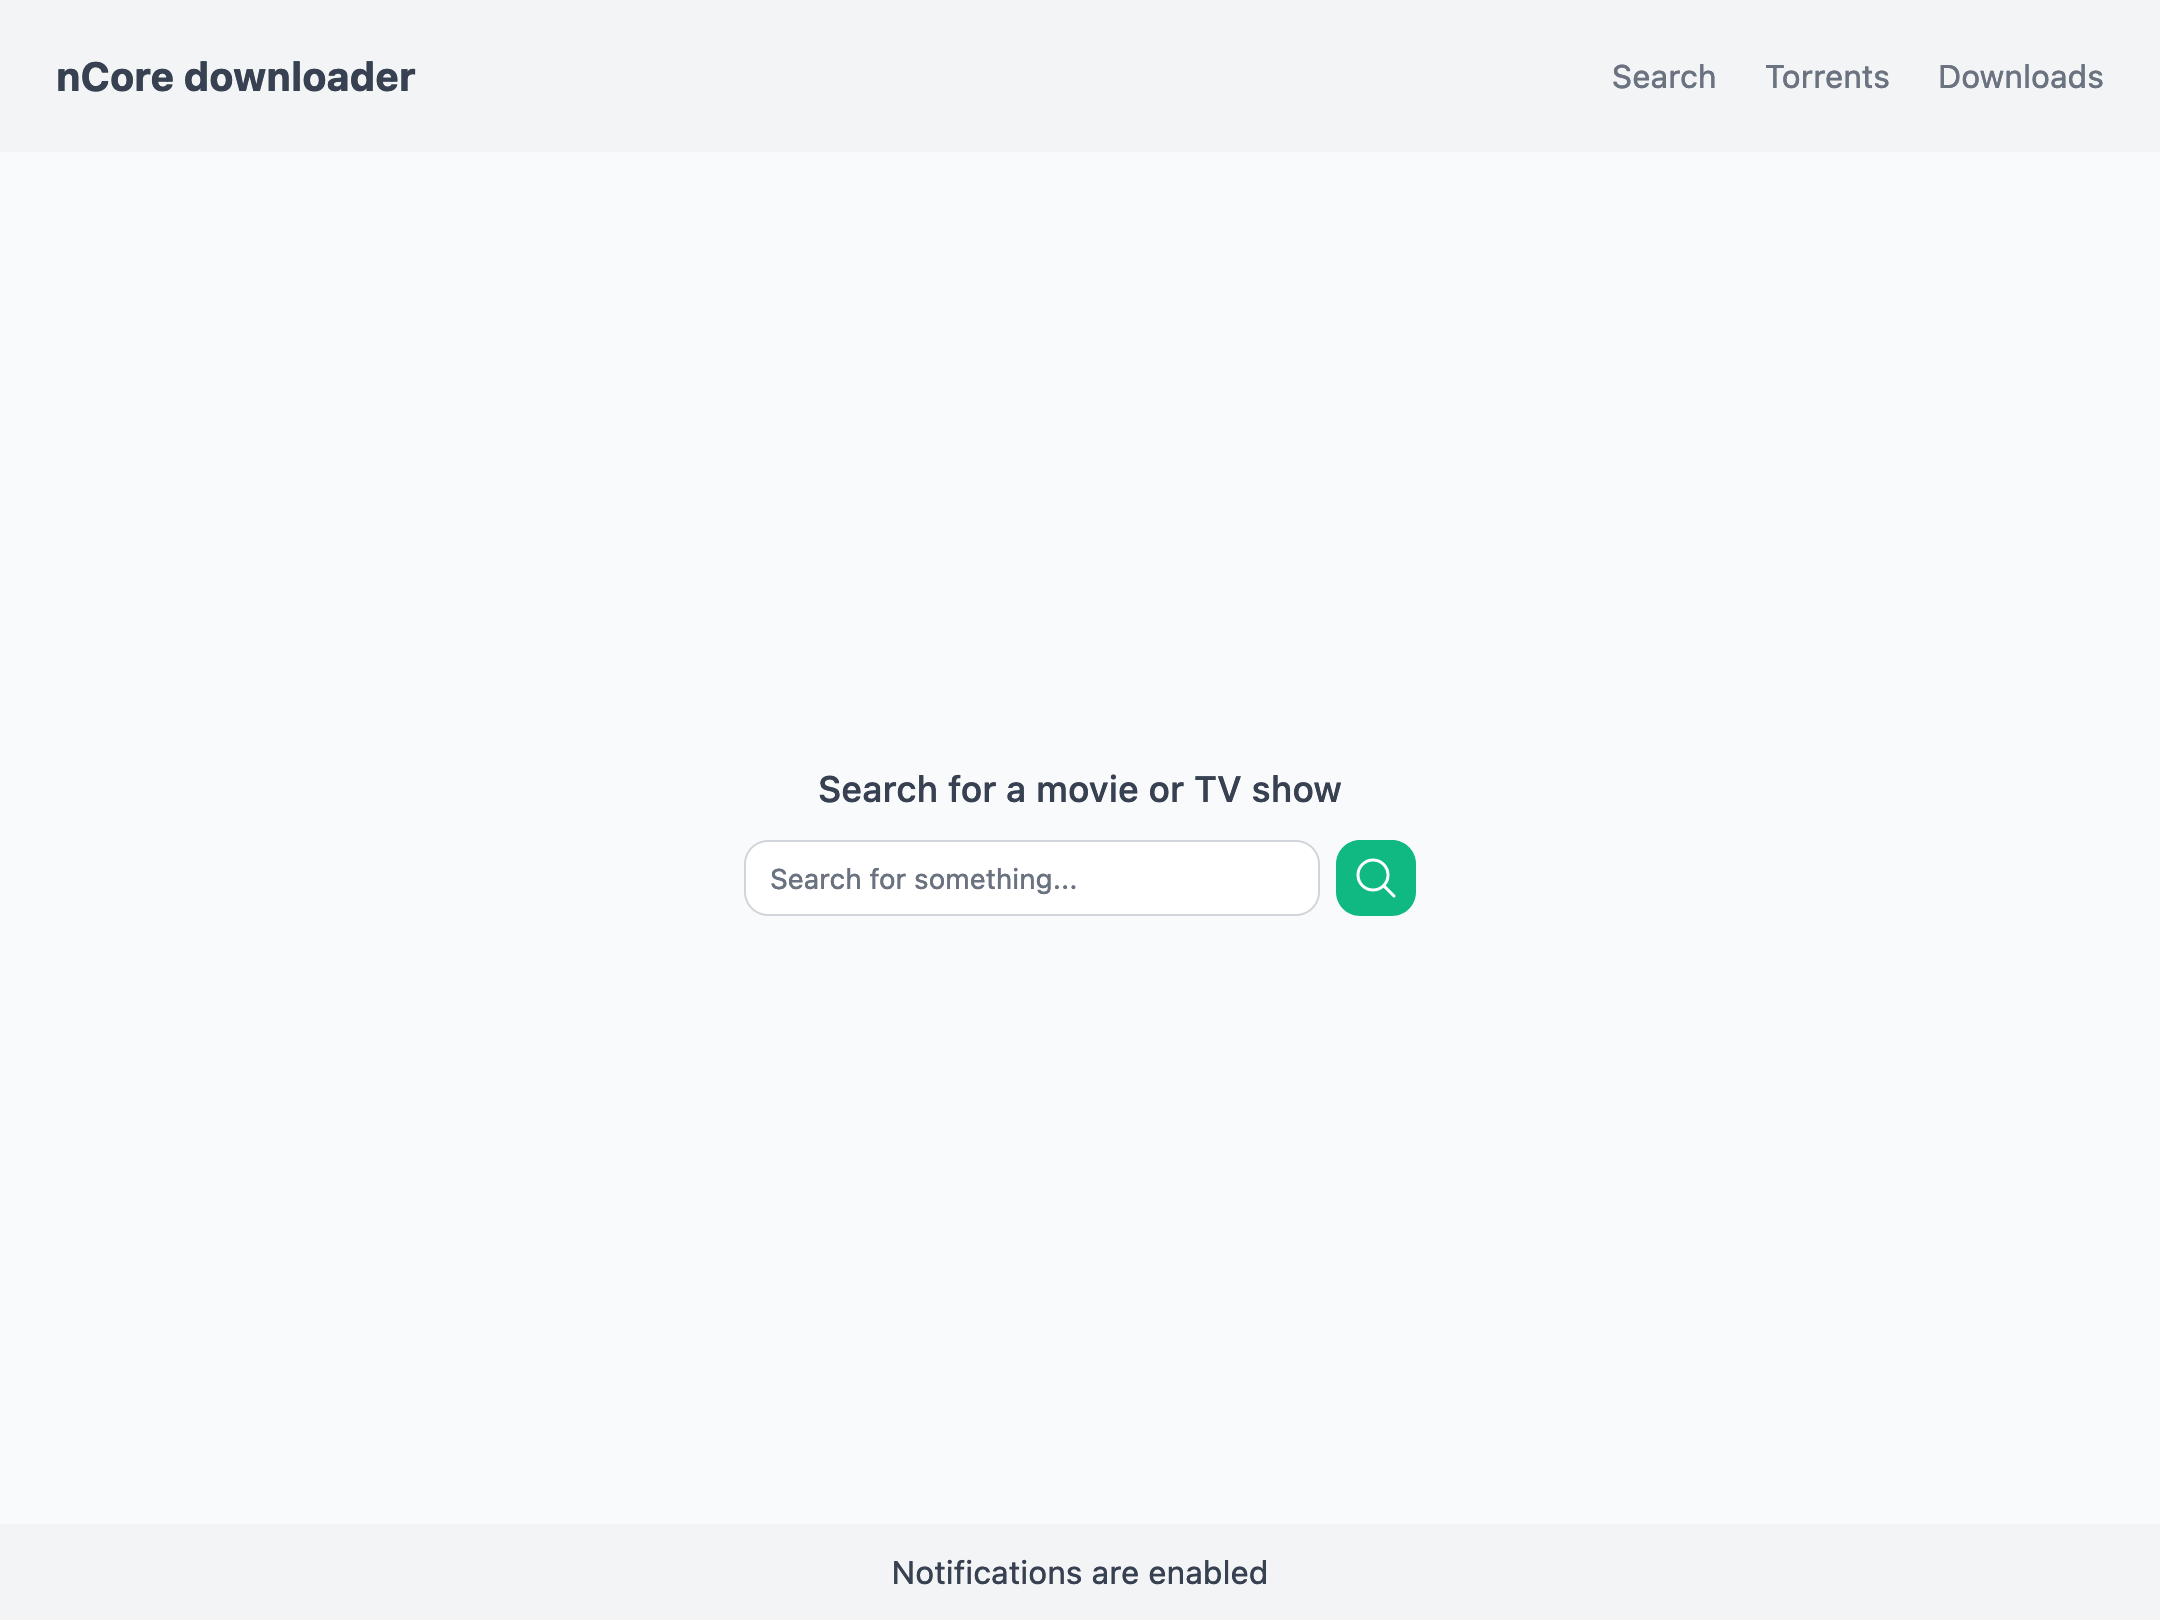 nCore downloader
Search
Torrents
Downloads
Search for a movie or TV show
Search for something...
Notifications are enabled